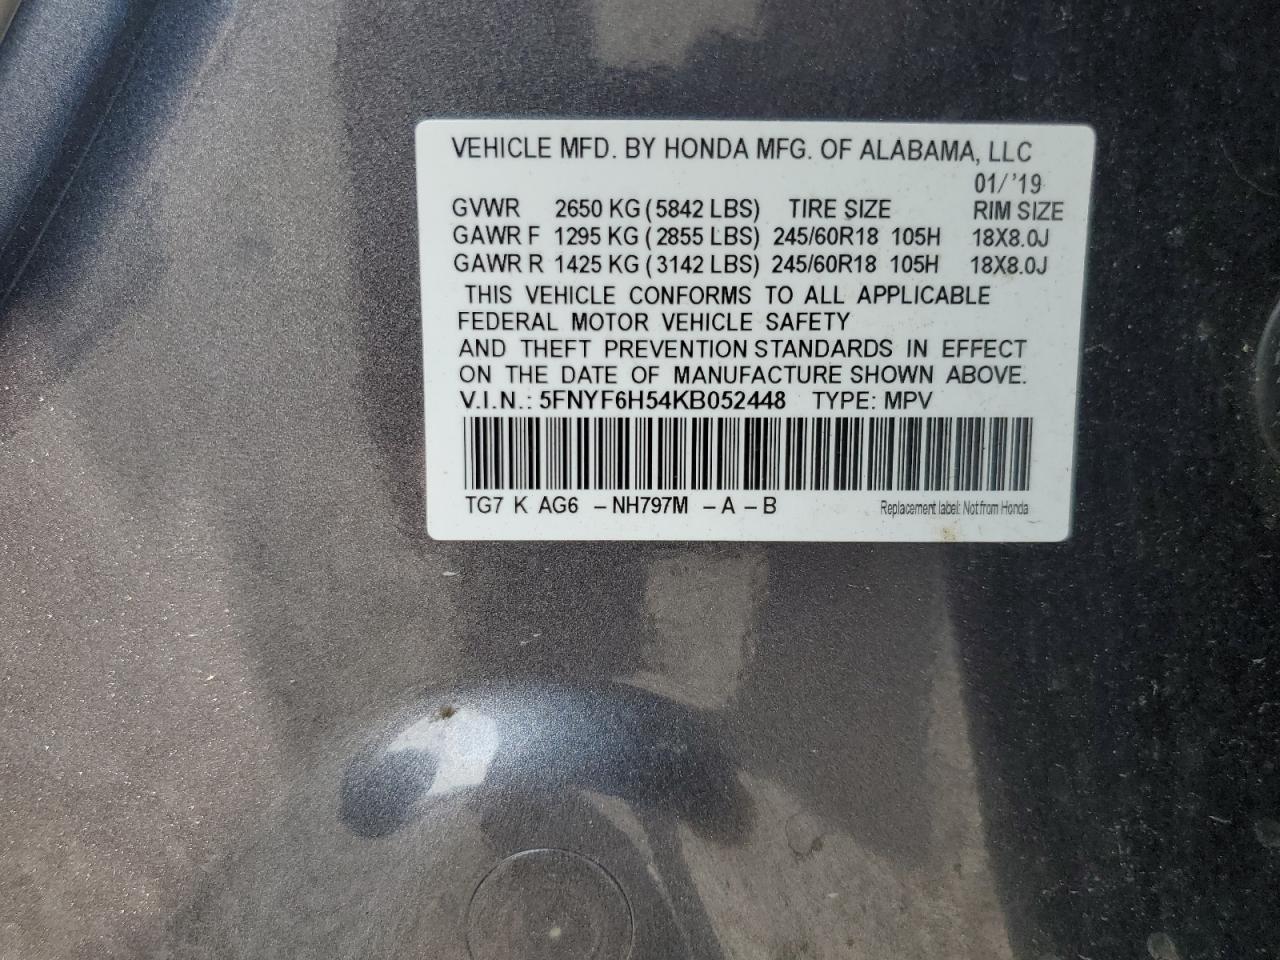 VEHICLE MFD. BY HONDA MFG. OF ALABAMA, LLC
01/ '19
GVWR 2650 KG (5842 LBS) TIRE SIZE RIM SIZE
GAWR F 1295 KG (2855 LBS) 245/60R18 105H 18X8.0J
GAWR R 1425 KG (3142 LBS) 245/60R18 105H 18X8.0J
THIS VEHICLE CONFORMS TO ALL APPLICABLE
FEDERAL MOTOR VEHICLE SAFETY
AND THEFT PREVENTION STANDARDS IN EFFECT
ON THE DATE OF MANUFACTURE SHOWN ABOVE.
V.I.N.: 5FNYF6H54KB052448 TYPE: MPV
TG7 K AG6 – NH797M – A – B Replacement label: Not from Honda